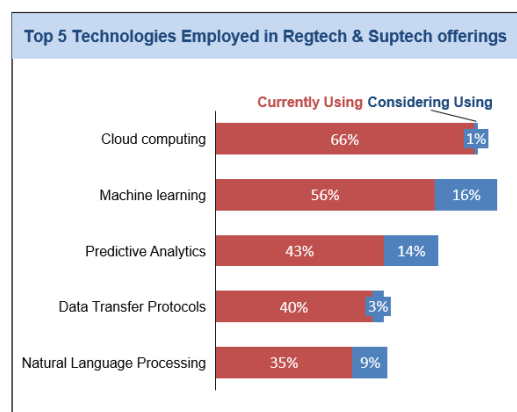 Top 5 Technologies Employed in Regtech & Suptech offerings
Currently Using Considering Using
Cloud computing 66% 1%
Machine learning 56% 16%
Predictive Analytics 43% 14%
Data Transfer Protocols 40% 3%
Natural Language Processing 35% 9%